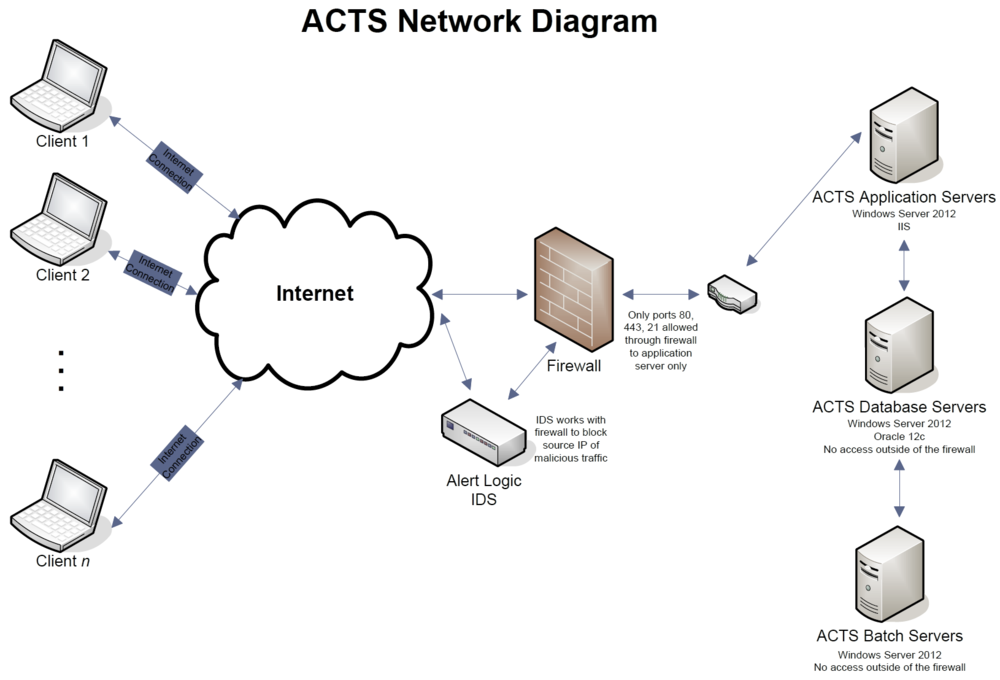 ACTS Network Diagram
Client 1
Internet
Connection
Client 2
Internet
Connection
Client n
Internet
Connection
Internet
Firewall
Only ports 80,
443, 21 allowed
through firewall
to application
server only
Alert Logic
IDS
IDS works with
firewall to block
source IP of
malicious traffic
ACTS Application Servers
Windows Server 2012
IIS
ACTS Database Servers
Windows Server 2012
Oracle 12c
No access outside of the firewall
ACTS Batch Servers
Windows Server 2012
No access outside of the firewall